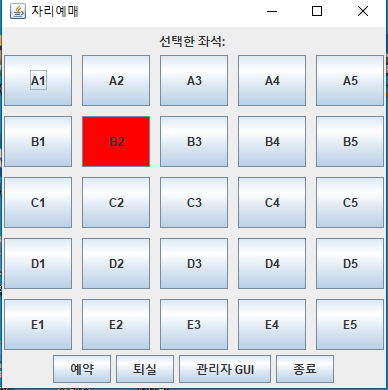 자리예매
선택한 좌석:
A1 A2 A3 A4 A5
B1 B2 B3 B4 B5
C1 C2 C3 C4 C5
D1 D2 D3 D4 D5
E1 E2 E3 E4 E5
예약 퇴실 관리자 GUI 종료